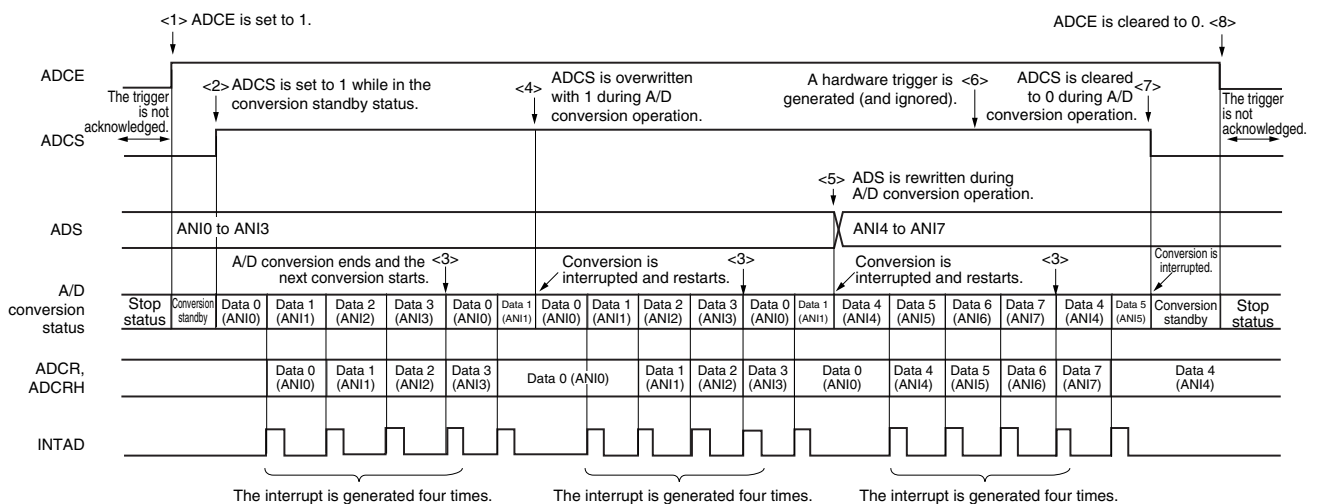 <1> ADCE is set to 1.
ADCE is cleared to 0. <8>
ADCE
The trigger
is not
acknowledged.
<2> ADCS is set to 1 while in the
conversion standby status.
<4> ADCS is overwritten
with 1 during A/D
conversion operation.
A hardware trigger is <6>
generated (and ignored).
ADCS is cleared <7>
to 0 during A/D
conversion operation.
The trigger
is not
acknowledged.
ADCS
<5> ADS is rewritten during
A/D conversion operation.
ADS
ANI0 to ANI3
ANI4 to ANI7
A/D conversion ends and the <3>
next conversion starts.
Conversion is
interrupted and restarts.
<3>
Conversion is
interrupted and restarts.
<3>
Conversion is
interrupted.
A/D
conversion
status
Stop
status
Conversion
standby
Data 0
(ANI0)
Data 1
(ANI1)
Data 2
(ANI2)
Data 3
(ANI3)
Data 0
(ANI0)
Data 1
(ANI1)
Data 0
(ANI0)
Data 1
(ANI1)
Data 2
(ANI2)
Data 3
(ANI3)
Data 0
(ANI0)
Data 1
(ANI1)
Data 4
(ANI4)
Data 5
(ANI5)
Data 6
(ANI6)
Data 7
(ANI7)
Data 4
(ANI4)
Data 5
(ANI5)
Conversion
standby
Stop
status
ADCR,
ADCRH
Data 0
(ANI0)
Data 1
(ANI1)
Data 2
(ANI2)
Data 3
(ANI3)
Data 0 (ANI0)
Data 1
(ANI1)
Data 2
(ANI2)
Data 3
(ANI3)
Data 0
(ANI0)
Data 4
(ANI4)
Data 5
(ANI5)
Data 6
(ANI6)
Data 7
(ANI7)
Data 4
(ANI4)
INTAD
The interrupt is generated four times.
The interrupt is generated four times.
The interrupt is generated four times.